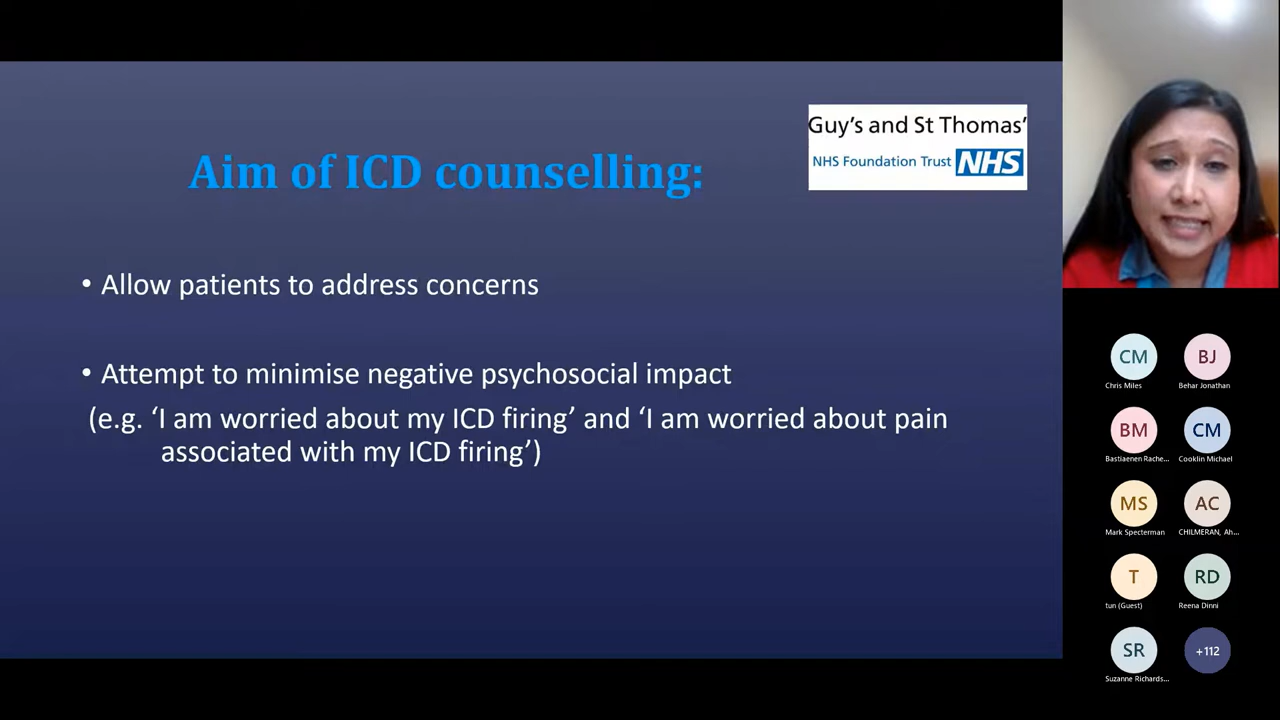 Guy's and St Thomas'
NHS Foundation Trust NHS
Aim of ICD counselling:
• Allow patients to address concerns
• Attempt to minimise negative psychosocial impact
(e.g. ‘I am worried about my ICD firing’ and ‘I am worried about pain
associated with my ICD firing’)
CM BJ
Chris Miles Behar Jonathan
BM CM
Bastiaenen Rache... Cooklin Michael
MS AC
Mark Specterman CHILMERAN, Ah...
T RD
tun (Guest) Reena Dinni
SR +112
Suzanne Richards...